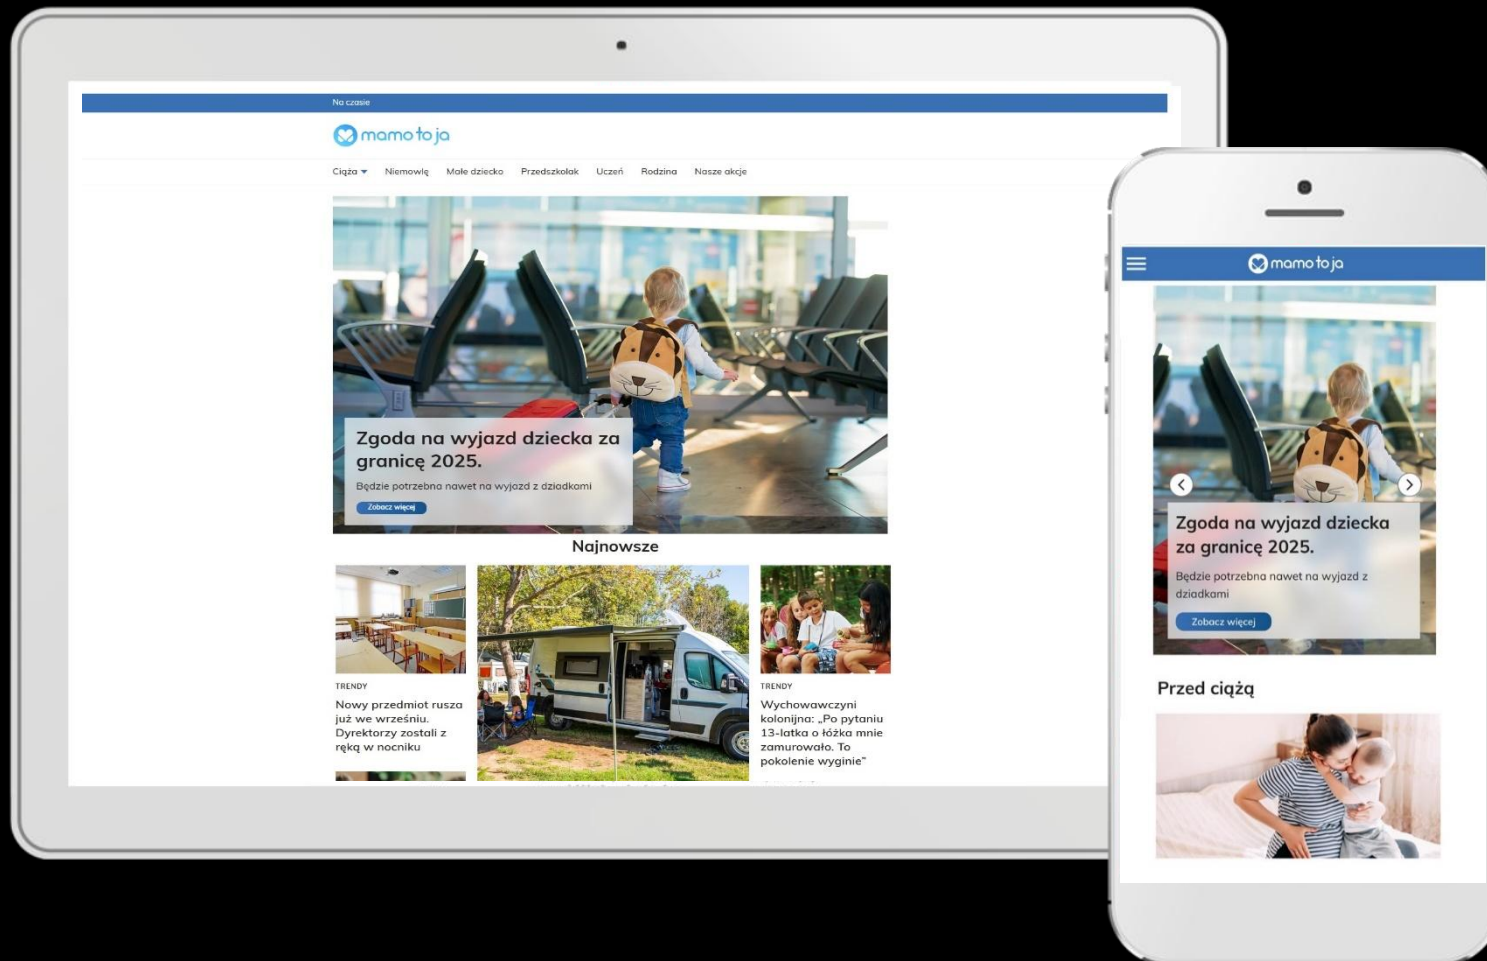 Na czasie
mamo to ja
Ciąża Niemowlę Małe dziecko Przedszkolak Uczeń Rodzina Nasze akcje
Zgoda na wyjazd dziecka za
granicę 2025.
Będzie potrzebna nawet na wyjazd z dziadkami
Zobacz więcej
Najnowsze
TRENDY
Nowy przedmiot rusza
już we wrześniu.
Dyrektorzy zostali z
ręką w nocniku
TRENDY
Wychowawczyni
kolonijna: „Po pytaniu
13-latka o łóżka mnie
zamurowało. To
pokolenie wyginie”
mamo to ja
Zgoda na wyjazd dziecka
za granicę 2025.
Będzie potrzebna nawet na wyjazd z
dziadkami
Zobacz więcej
Przed ciążą